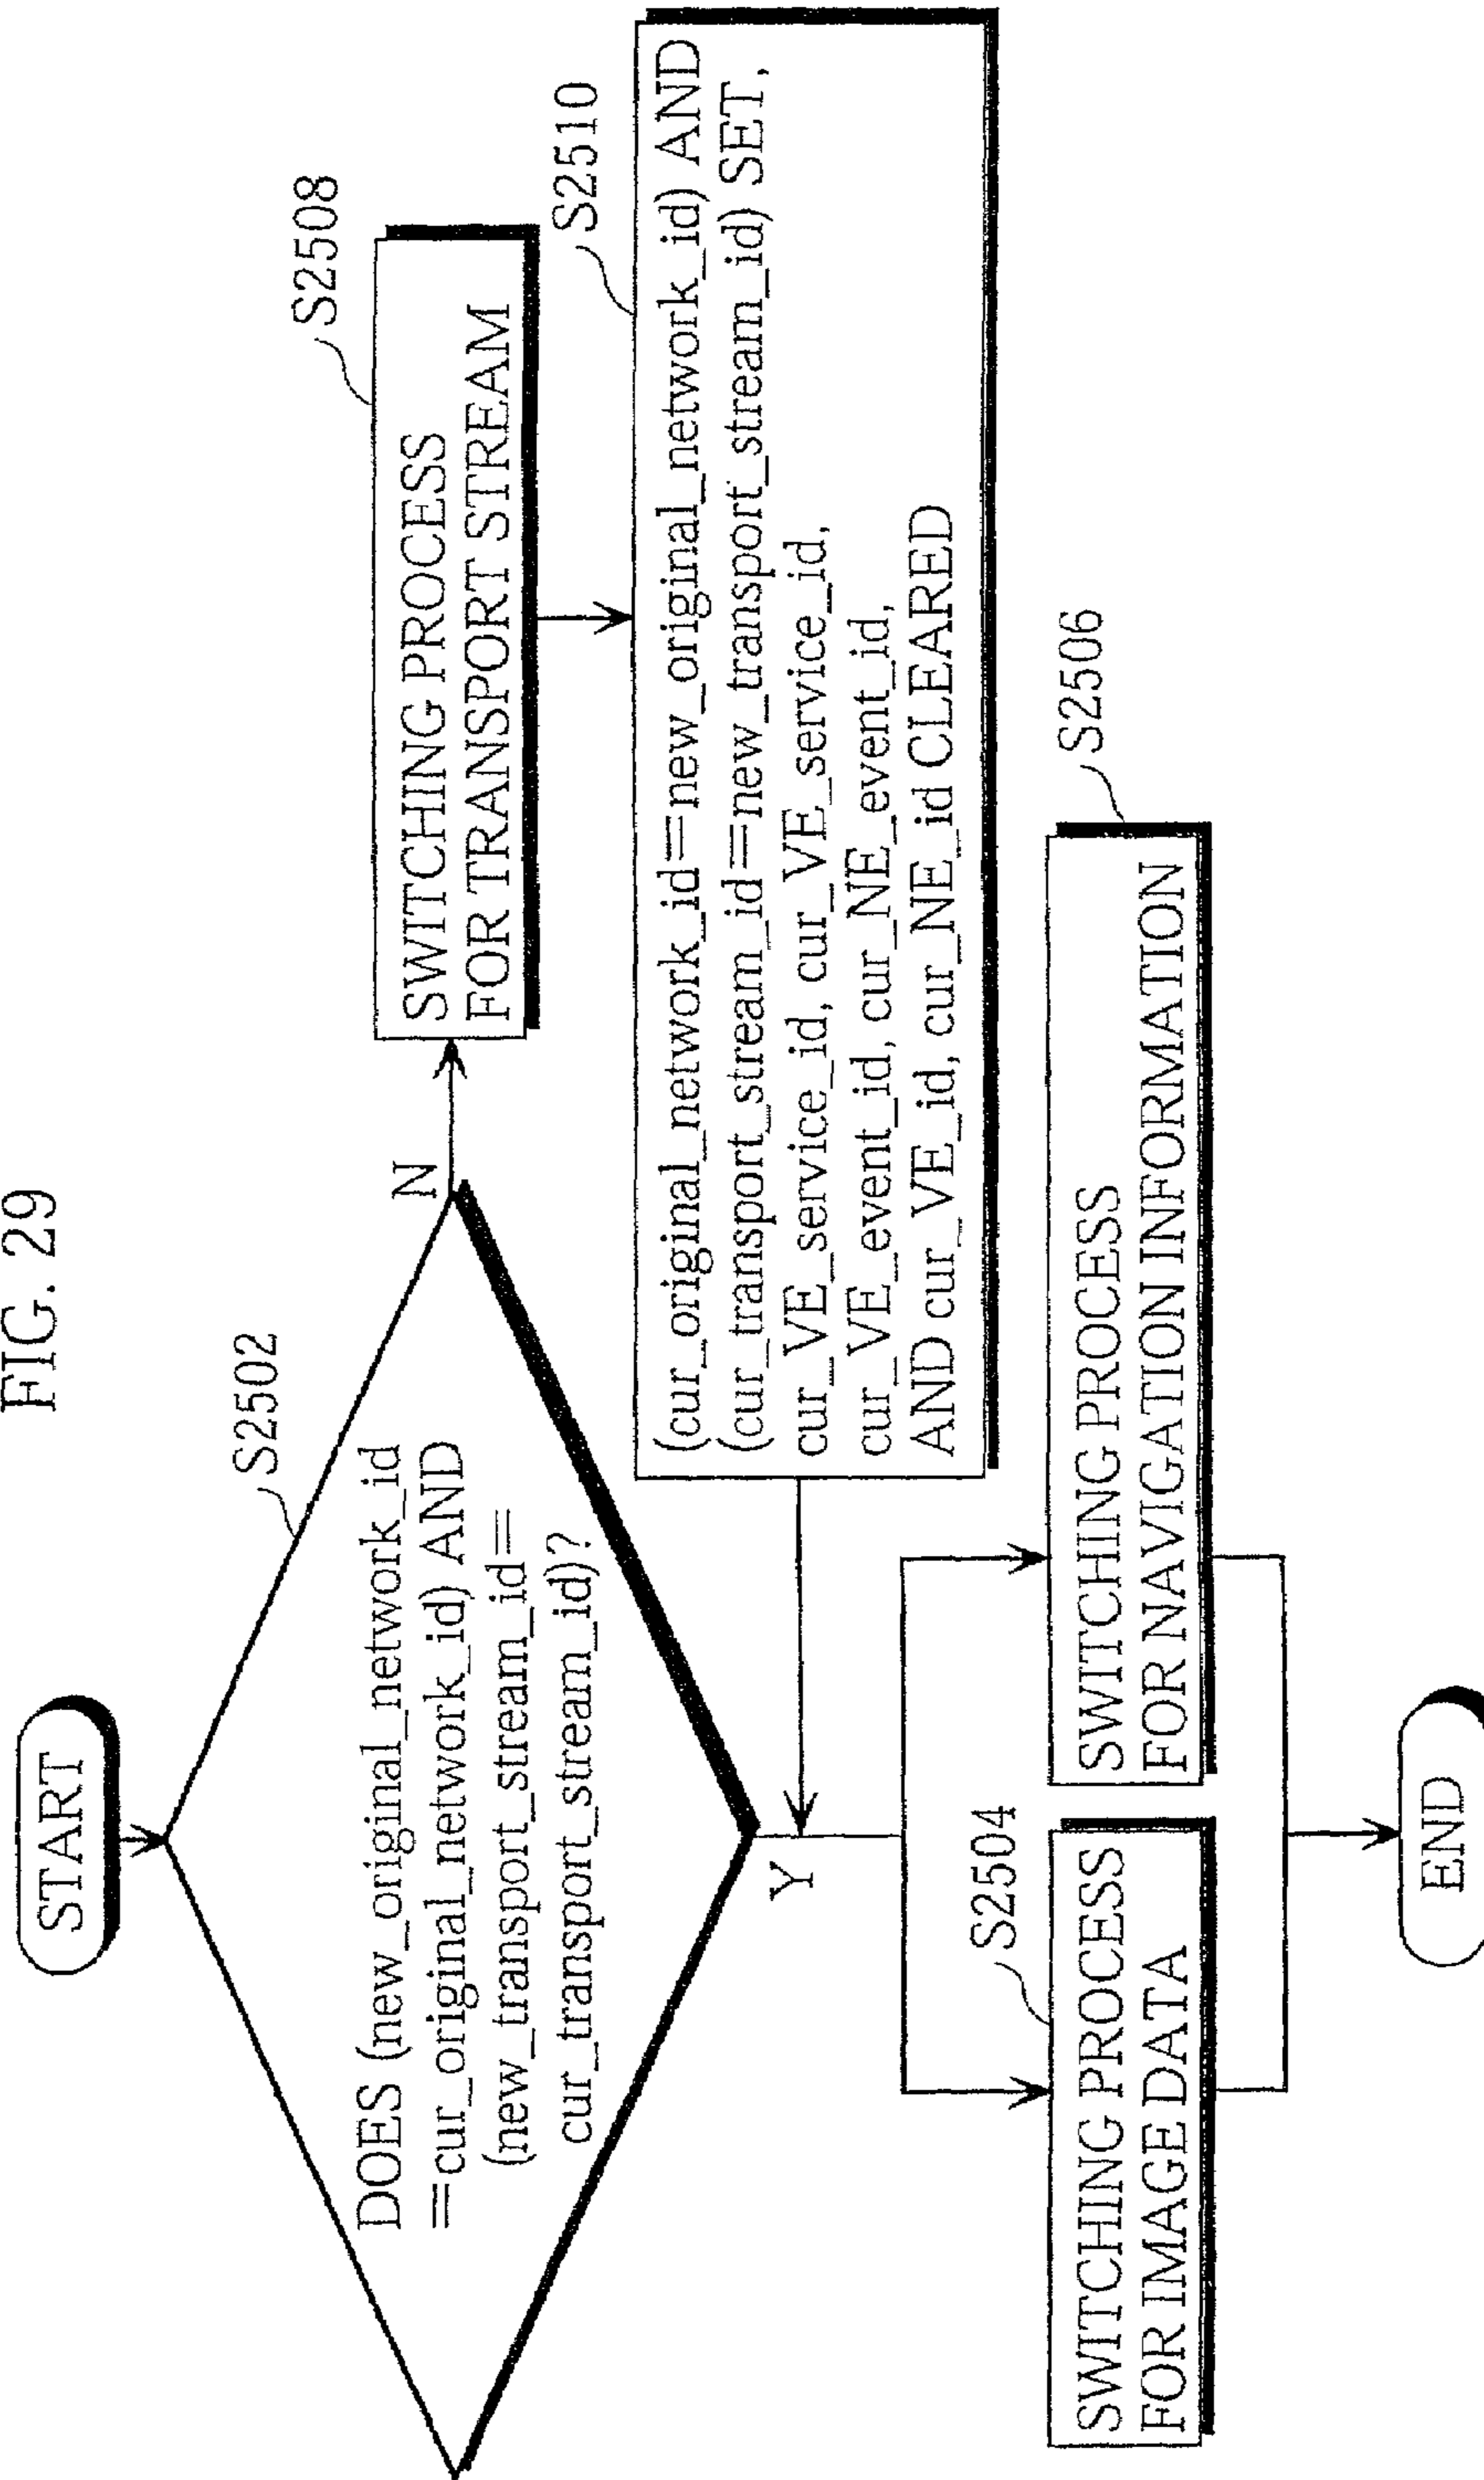 FIG. 29
START
S2502
DOES (new_original_network_id
=cur_original_network_id) AND
(new_transport_stream_id=
cur_transport_stream_id)?
N
S2508
SWITCHING PROCESS
FOR TRANSPORT STREAM
S2510
(cur_original_network_id=new_original_network_id) AND
(cur_transport_stream_id=new_transport_stream_id) SET,
cur_VE_service_id, cur_VE_service_id,
cur_VE_event_id, cur_NE_event_id,
AND cur_VE_id, cur_NE_id CLEARED
Y
S2504
SWITCHING PROCESS
FOR IMAGE DATA
S2506
SWITCHING PROCESS
FOR NAVIGATION INFORMATION
END